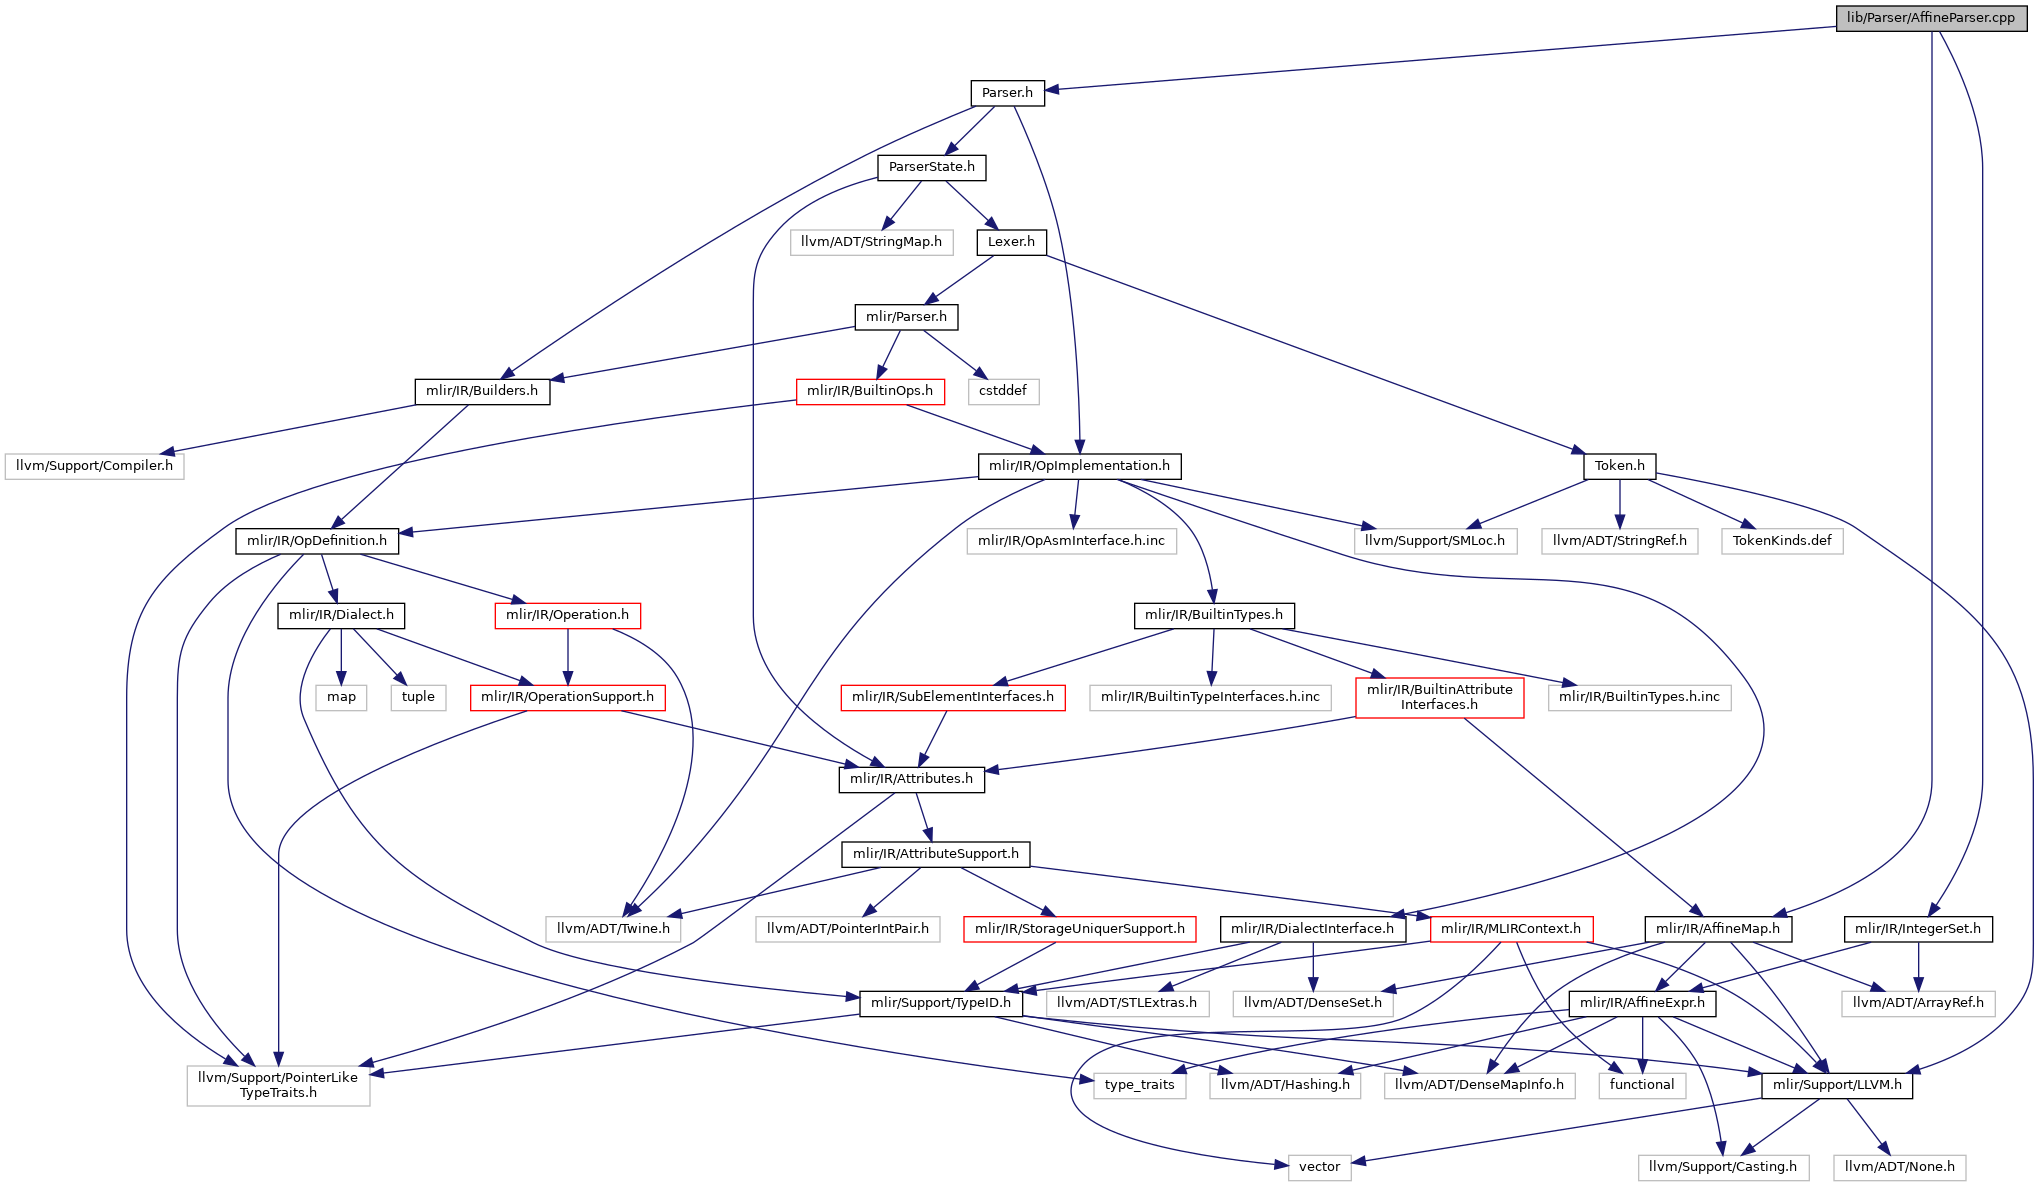 lib/Parser/AffineParser.cpp
Parser.h
ParserState.h
llvm/ADT/StringMap.h
Lexer.h
mlir/Parser.h
mlir/IR/Builders.h
mlir/IR/BuiltinOps.h
cstddef
llvm/Support/Compiler.h
mlir/IR/OpImplementation.h
Token.h
mlir/IR/OpDefinition.h
mlir/IR/OpAsmInterface.h.inc
llvm/Support/SMLoc.h
llvm/ADT/StringRef.h
TokenKinds.def
mlir/IR/Dialect.h
mlir/IR/Operation.h
mlir/IR/BuiltinTypes.h
map
tuple
mlir/IR/OperationSupport.h
mlir/IR/SubElementInterfaces.h
mlir/IR/BuiltinTypeInterfaces.h.inc
mlir/IR/BuiltinAttribute
Interfaces.h
mlir/IR/BuiltinTypes.h.inc
mlir/IR/Attributes.h
mlir/IR/AttributeSupport.h
llvm/ADT/Twine.h
llvm/ADT/PointerIntPair.h
mlir/IR/StorageUniquerSupport.h
mlir/IR/DialectInterface.h
mlir/IR/MLIRContext.h
mlir/IR/AffineMap.h
mlir/IR/IntegerSet.h
mlir/Support/TypeID.h
llvm/ADT/STLExtras.h
llvm/ADT/DenseSet.h
mlir/IR/AffineExpr.h
llvm/ADT/ArrayRef.h
llvm/Support/PointerLike
TypeTraits.h
type_traits
llvm/ADT/Hashing.h
llvm/ADT/DenseMapInfo.h
functional
mlir/Support/LLVM.h
vector
llvm/Support/Casting.h
llvm/ADT/None.h